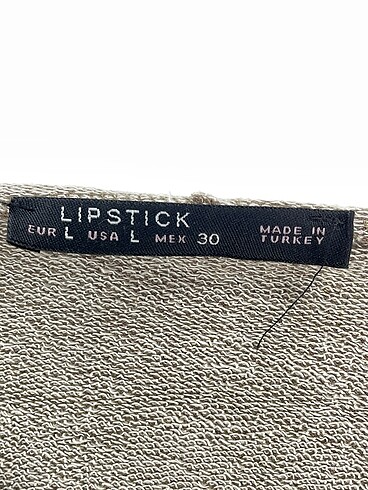 LIPSTICK
EUR L USA L MEX 30
MADE IN
TURKEY